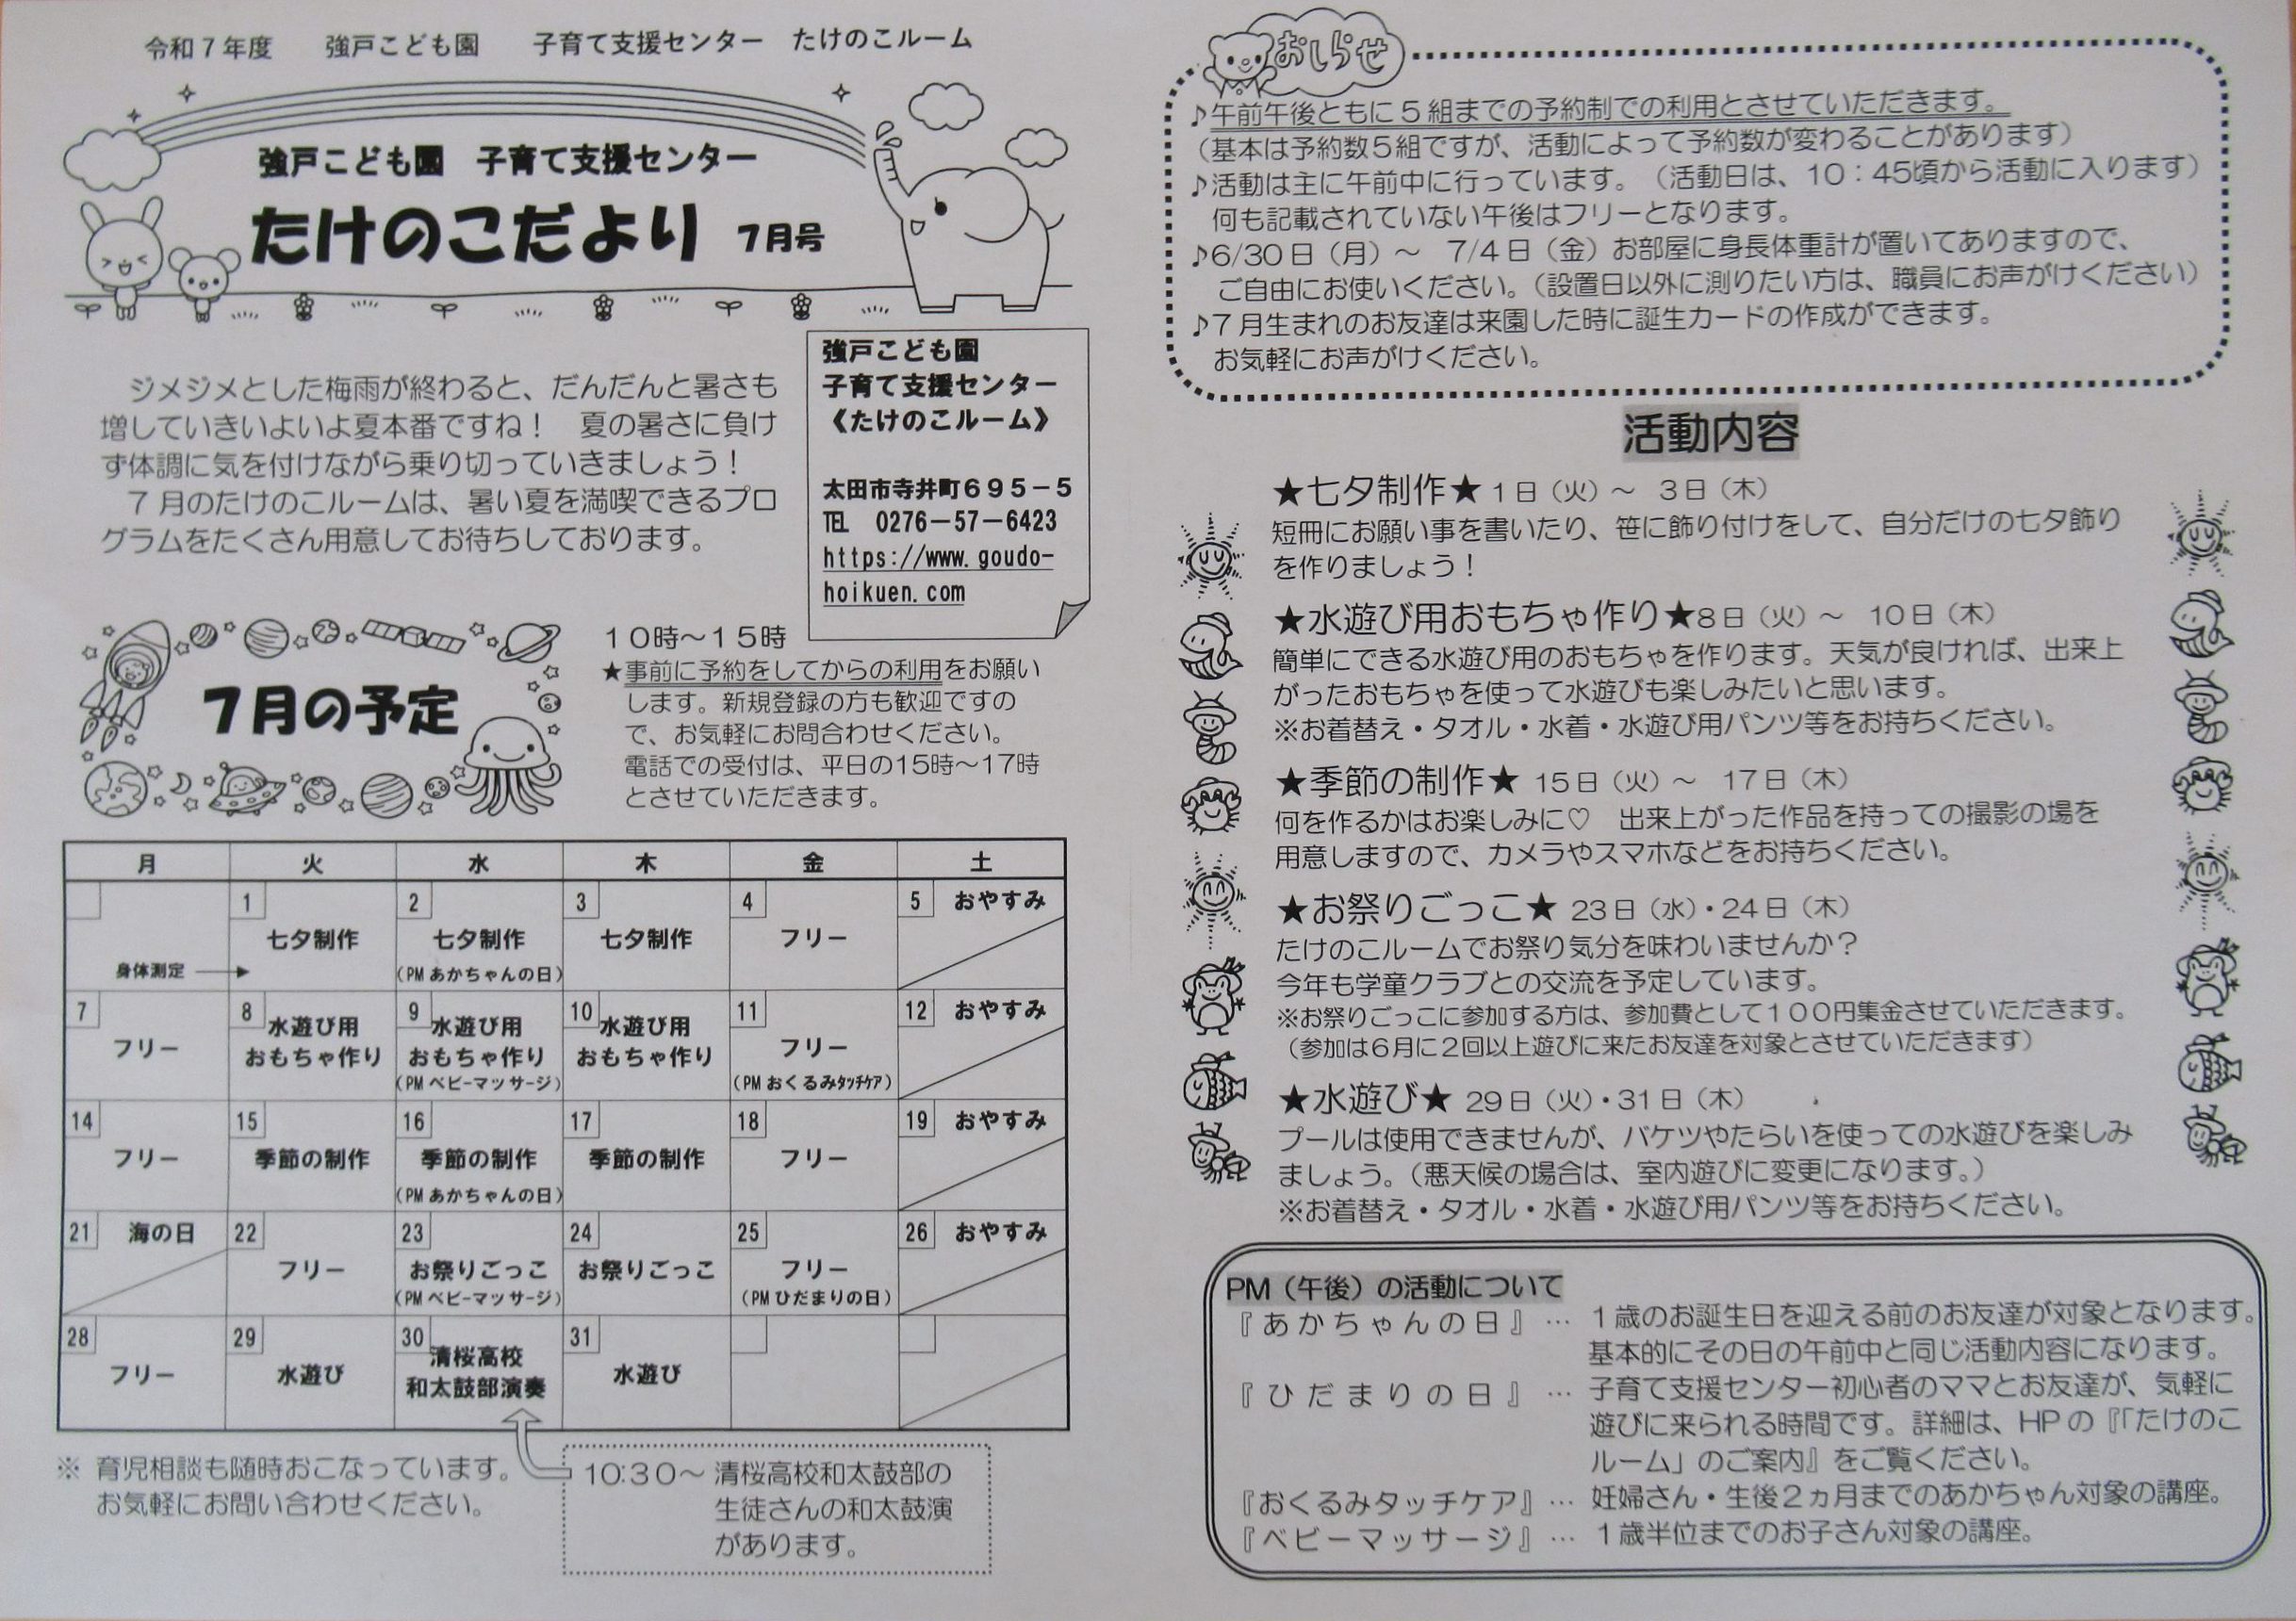 令和７年度　強戸こども園　子育て支援センター　たけのこルーム
強戸こども園　子育て支援センター
たけのこだより　７月号
ジメジメとした梅雨が終わると、だんだんと暑さも
増していきいよいよ夏本番ですね！　夏の暑さに負け
ず体調に気を付けながら乗り切っていきましょう！
７月のたけのこルームは、暑い夏を満喫できるプロ
グラムをたくさん用意してお待ちしております。
強戸こども園
子育て支援センター
《たけのこルーム》
太田市寺井町６９５－５
TEL　0276－57－6423
https://www.goudo-
hoikuen.com
７月の予定
１０時～１５時
★事前に予約をしてからの利用をお願い
します。新規登録の方も歓迎ですの
で、お気軽にお問合わせください。
電話での受付は、平日の15時～17時
とさせていただきます。
月　火　水　木　金　土
1　2　3　4　5　おやすみ
七夕制作　七夕制作　七夕制作　フリー
身体測定　（PM あかちゃんの日）
7　8　9　10　11　12　おやすみ
フリー　水遊び用　水遊び用　水遊び用　フリー
おもちゃ作り　おもちゃ作り　おもちゃ作り
（PM ベビーマッサージ）　（PM おくるみタッチケア）
14　15　16　17　18　19　おやすみ
フリー　季節の制作　季節の制作　季節の制作　フリー
（PM あかちゃんの日）
21　海の日　22　23　24　25　26　おやすみ
フリー　お祭りごっこ　お祭りごっこ　フリー
（PM ベビーマッサージ）　（PM ひだまりの日）
28　29　30　31
フリー　水遊び　清桜高校　水遊び
和太鼓部演奏
※ 育児相談も随時おこなっています。
お気軽にお問い合わせください。
10:30～ 清桜高校和太鼓部の
生徒さんの和太鼓演
があります。
おしらせ
♪午前午後ともに５組までの予約制での利用とさせていただきます。
（基本は予約数５組ですが、活動によって予約数が変わることがあります）
♪活動は主に午前中に行っています。（活動日は、10：45頃から活動に入ります）
何も記載されていない午後はフリーとなります。
♪6/30日（月）～　7/4日（金）お部屋に身長体重計が置いてありますので、
ご自由にお使いください。（設置日以外に測りたい方は、職員にお声がけください）
♪７月生まれのお友達は来園した時に誕生カードの作成ができます。
お気軽にお声がけください。
活動内容
★七夕制作★ １日（火）～　３日（木）
短冊にお願い事を書いたり、笹に飾り付けをして、自分だけの七夕飾り
を作りましょう！
★水遊び用おもちゃ作り★8日（火）～　10日（木）
簡単にできる水遊び用のおもちゃを作ります。天気が良ければ、出来上
がったおもちゃを使って水遊びも楽しみたいと思います。
※お着替え・タオル・水着・水遊び用パンツ等をお持ちください。
★季節の制作★ 15日（火）～　17日（木）
何を作るかはお楽しみに♡　出来上がった作品を持っての撮影の場を
用意しますので、カメラやスマホなどをお持ちください。
★お祭りごっこ★ 23日（水）・24日（木）
たけのこルームでお祭り気分を味わいませんか？
今年も学童クラブとの交流を予定しています。
※お祭りごっこに参加する方は、参加費として１００円集金させていただきます。
（参加は６月に２回以上遊びに来たお友達を対象とさせていただきます）
★水遊び★ 29日（火）・31日（木）
プールは使用できませんが、バケツやたらいを使っての水遊びを楽しみ
ましょう。（悪天候の場合は、室内遊びに変更になります。）
※お着替え・タオル・水着・水遊び用パンツ等をお持ちください。
PM（午後）の活動について
『あかちゃんの日』… １歳のお誕生日を迎える前のお友達が対象となります。
基本的にその日の午前中と同じ活動内容になります。
『ひだまりの日』… 子育て支援センター初心者のママとお友達が、気軽に
遊びに来られる時間です。詳細は、HPの『「たけのこ
ルーム」のご案内』をご覧ください。
『おくるみタッチケア』… 妊婦さん・生後２ヵ月までのあかちゃん対象の講座。
『ベビーマッサージ』… １歳半位までのお子さん対象の講座。